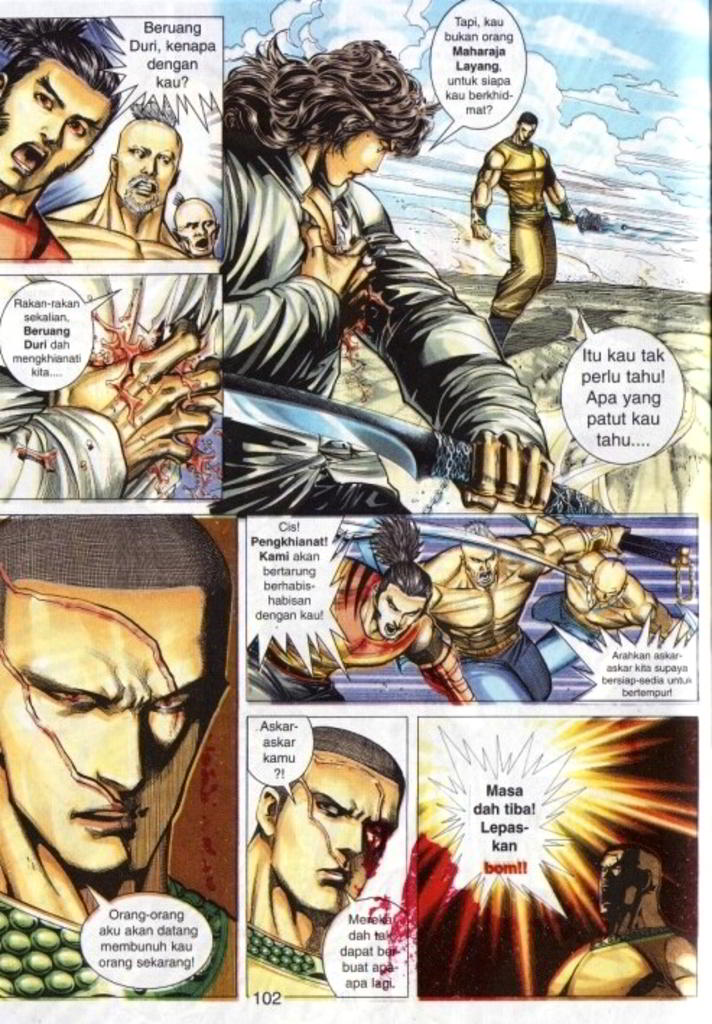 Beruang
Duri, kenapa
dengan
kau?
Tapi, kau
bukan orang
Maharaja
Layang,
untuk siapa
kau berkhid-
mat?
Rakan-rakan
sekalian,
Beruang
Duri dah
mengkhianati
kita....
Itu kau tak
perlu tahu!
Apa yang
patut kau
tahu....
Orang-orang
aku akan datang
membunuh kau
orang sekarang!
Cis!
Pengkhianat!
Kami akan
bertarung
berhabis-
habisan
dengan kau!
Arahkan askar-
askar kita supaya
bersiap-sedia untuk
bertempur!
Askar-
askar
kamu
?!
Mereka
dah tak
dapat ber-
buat apa-
apa lagi.
Masa
dah tiba!
Lepas-
kan
bom!!
102